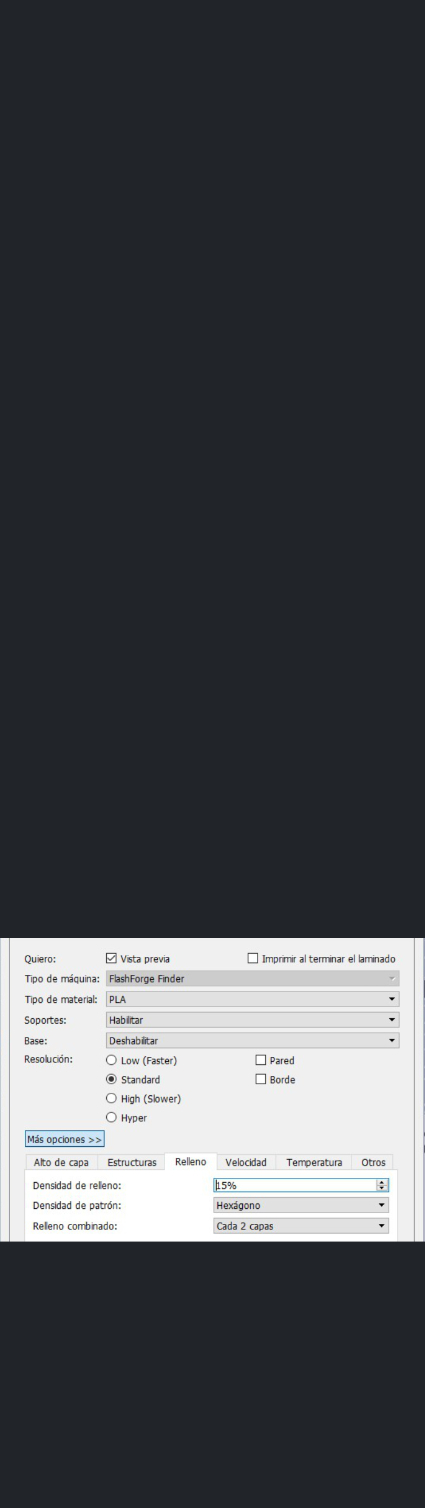 Quiero: Vista previa Imprimir al terminar el laminado
Tipo de máquina: FlashForge Finder
Tipo de material: PLA
Soportes: Habilitar
Base: Deshabilitar
Resolución: Low (Faster) Pared
Standard Borde
High (Slower)
Hyper
Más opciones >>
Alto de capa Estructuras Relleno Velocidad Temperatura Otros
Densidad de relleno: 15%
Densidad de patrón: Hexágono
Relleno combinado: Cada 2 capas